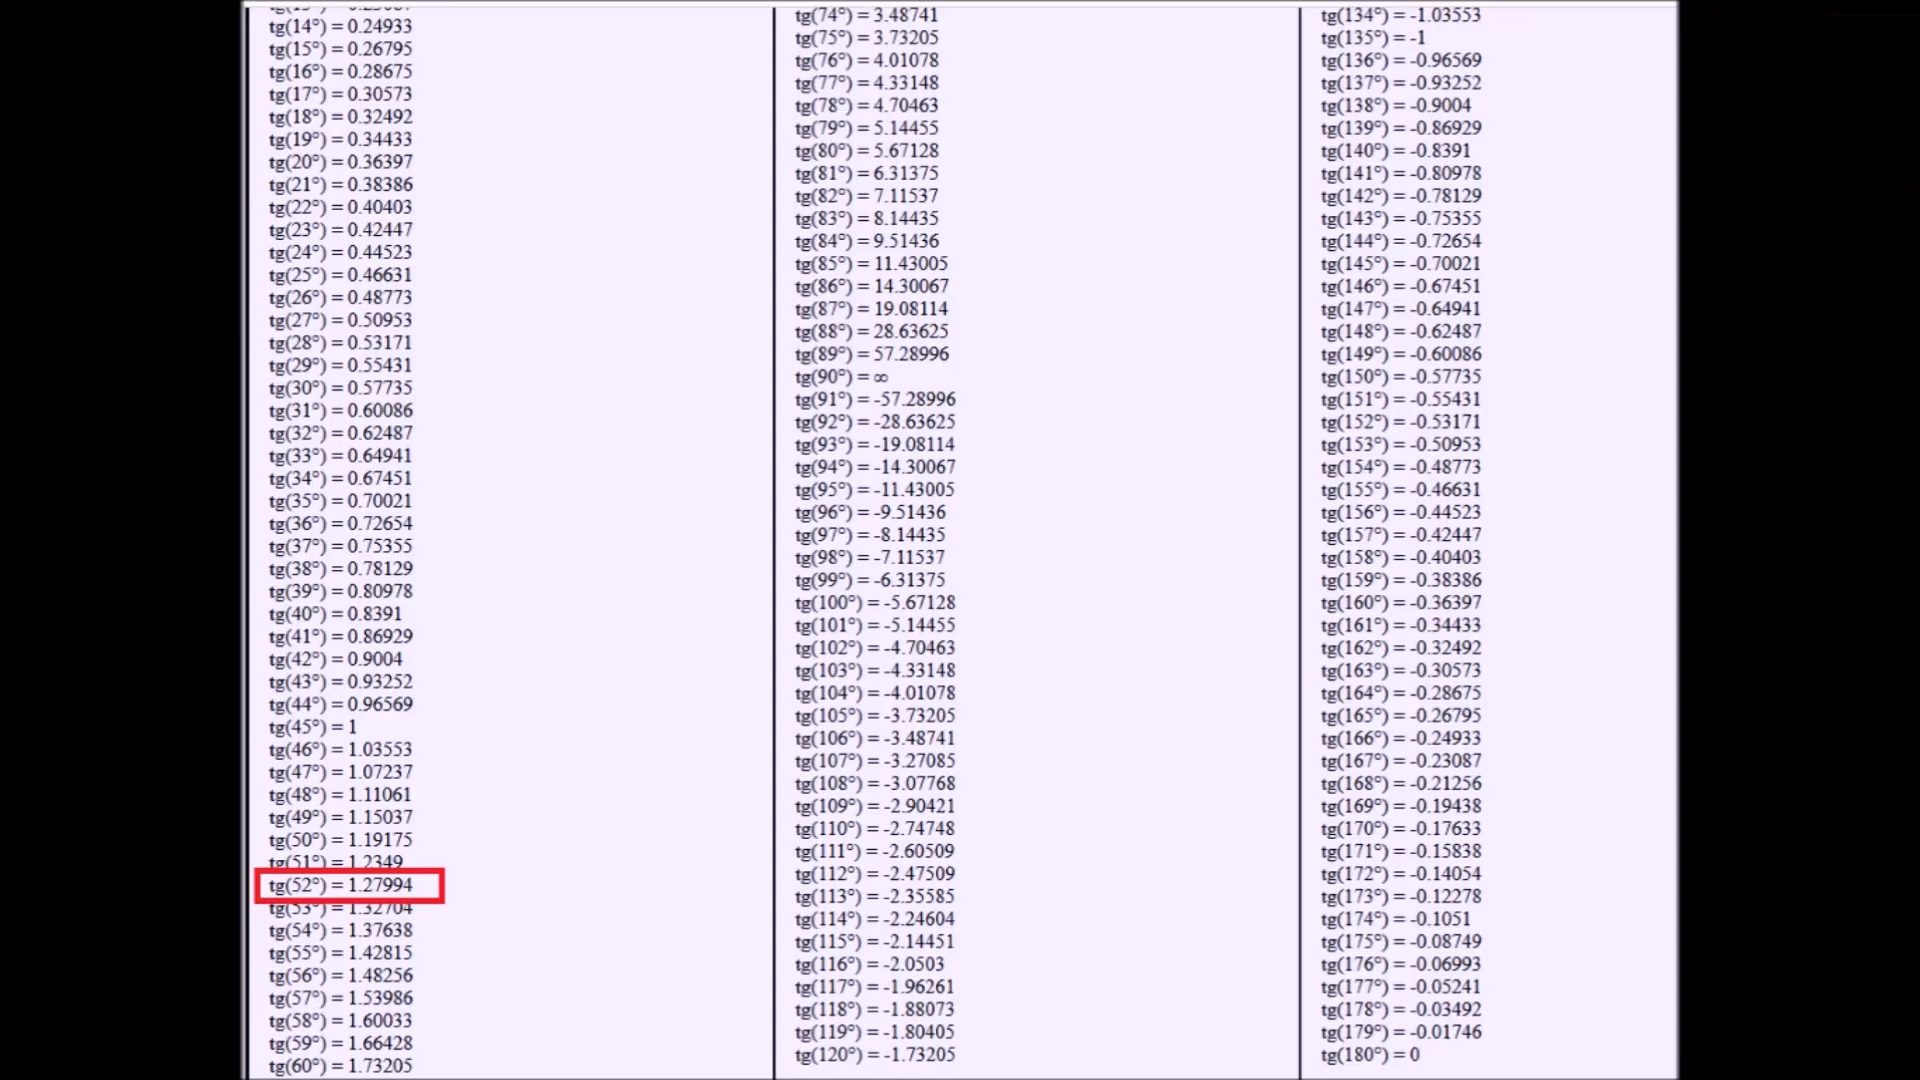 tg(14°) = 0.24933
tg(15°) = 0.26795
tg(16°) = 0.28675
tg(17°) = 0.30573
tg(18°) = 0.32492
tg(19°) = 0.34433
tg(20°) = 0.36397
tg(21°) = 0.38386
tg(22°) = 0.40403
tg(23°) = 0.42447
tg(24°) = 0.44523
tg(25°) = 0.46631
tg(26°) = 0.48773
tg(27°) = 0.50953
tg(28°) = 0.53171
tg(29°) = 0.55431
tg(30°) = 0.57735
tg(31°) = 0.60086
tg(32°) = 0.62487
tg(33°) = 0.64941
tg(34°) = 0.67451
tg(35°) = 0.70021
tg(36°) = 0.72654
tg(37°) = 0.75355
tg(38°) = 0.78129
tg(39°) = 0.80978
tg(40°) = 0.8391
tg(41°) = 0.86929
tg(42°) = 0.9004
tg(43°) = 0.93252
tg(44°) = 0.96569
tg(45°) = 1
tg(46°) = 1.03553
tg(47°) = 1.07237
tg(48°) = 1.11061
tg(49°) = 1.15037
tg(50°) = 1.19175
tg(51°) = 1.2349
tg(52°) = 1.27994
tg(53°) = 1.32704
tg(54°) = 1.37638
tg(55°) = 1.42815
tg(56°) = 1.48256
tg(57°) = 1.53986
tg(58°) = 1.60033
tg(59°) = 1.66428
tg(60°) = 1.73205
tg(74°) = 3.48741
tg(75°) = 3.73205
tg(76°) = 4.01078
tg(77°) = 4.33148
tg(78°) = 4.70463
tg(79°) = 5.14455
tg(80°) = 5.67128
tg(81°) = 6.31375
tg(82°) = 7.11537
tg(83°) = 8.14435
tg(84°) = 9.51436
tg(85°) = 11.43005
tg(86°) = 14.30067
tg(87°) = 19.08114
tg(88°) = 28.63625
tg(89°) = 57.28996
tg(90°) = ∞
tg(91°) = -57.28996
tg(92°) = -28.63625
tg(93°) = -19.08114
tg(94°) = -14.30067
tg(95°) = -11.43005
tg(96°) = -9.51436
tg(97°) = -8.14435
tg(98°) = -7.11537
tg(99°) = -6.31375
tg(100°) = -5.67128
tg(101°) = -5.14455
tg(102°) = -4.70463
tg(103°) = -4.33148
tg(104°) = -4.01078
tg(105°) = -3.73205
tg(106°) = -3.48741
tg(107°) = -3.27085
tg(108°) = -3.07768
tg(109°) = -2.90421
tg(110°) = -2.74748
tg(111°) = -2.60509
tg(112°) = -2.47509
tg(113°) = -2.35585
tg(114°) = -2.24604
tg(115°) = -2.14451
tg(116°) = -2.0503
tg(117°) = -1.96261
tg(118°) = -1.88073
tg(119°) = -1.80405
tg(120°) = -1.73205
tg(134°) = -1.03553
tg(135°) = -1
tg(136°) = -0.96569
tg(137°) = -0.93252
tg(138°) = -0.9004
tg(139°) = -0.86929
tg(140°) = -0.8391
tg(141°) = -0.80978
tg(142°) = -0.78129
tg(143°) = -0.75355
tg(144°) = -0.72654
tg(145°) = -0.70021
tg(146°) = -0.67451
tg(147°) = -0.64941
tg(148°) = -0.62487
tg(149°) = -0.60086
tg(150°) = -0.57735
tg(151°) = -0.55431
tg(152°) = -0.53171
tg(153°) = -0.50953
tg(154°) = -0.48773
tg(155°) = -0.46631
tg(156°) = -0.44523
tg(157°) = -0.42447
tg(158°) = -0.40403
tg(159°) = -0.38386
tg(160°) = -0.36397
tg(161°) = -0.34433
tg(162°) = -0.32492
tg(163°) = -0.30573
tg(164°) = -0.28675
tg(165°) = -0.26795
tg(166°) = -0.24933
tg(167°) = -0.23087
tg(168°) = -0.21256
tg(169°) = -0.19438
tg(170°) = -0.17633
tg(171°) = -0.15838
tg(172°) = -0.14054
tg(173°) = -0.12278
tg(174°) = -0.1051
tg(175°) = -0.08749
tg(176°) = -0.06993
tg(177°) = -0.05241
tg(178°) = -0.03492
tg(179°) = -0.01746
tg(180°) = 0